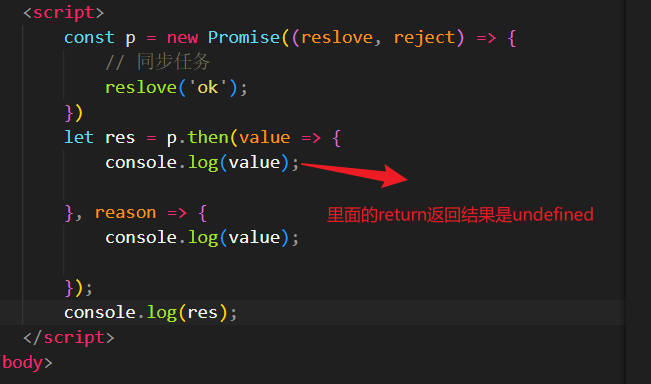 <script>
const p = new Promise((reslove, reject) => {
// 同步任务
reslove('ok');
})
let res = p.then(value => {
console.log(value);
里面的return返回结果是undefined
}, reason => {
console.log(value);
});
console.log(res);
</script>
body>